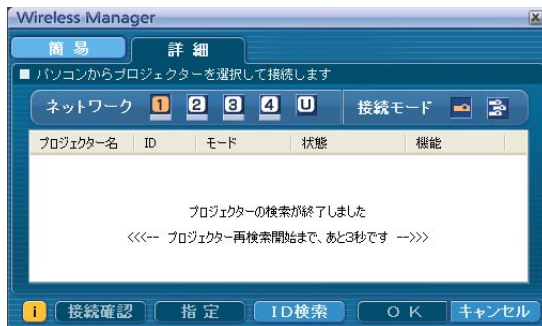 Wireless Manager
簡 易 詳 細
■ パソコンからプロジェクターを選択して接続します
ネットワーク 1 2 3 4 U 接続モード
プロジェクター名 ID モード 状態 機能
プロジェクターの検索が終了しました
<<<-- プロジェクター再検索開始まで、あと3秒です -->>>
i 接続確認 指 定 ID検索 O K キャンセル